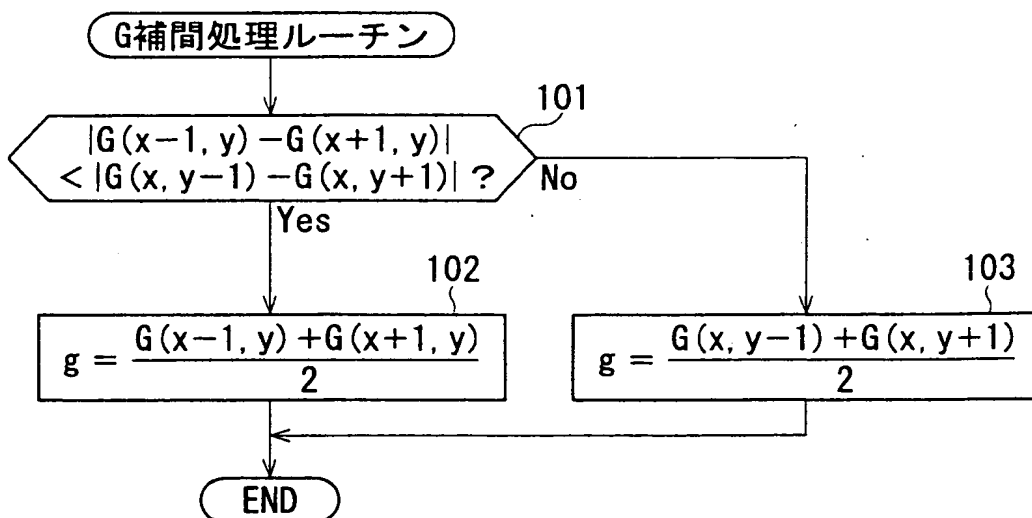 G補間処理ルーチン
101
|G(x−1, y)−G(x+1, y)|
< |G(x, y−1)−G(x, y+1)| ?
No
Yes
102
g = G(x−1, y)+G(x+1, y) / 2
103
g = G(x, y−1)+G(x, y+1) / 2
END